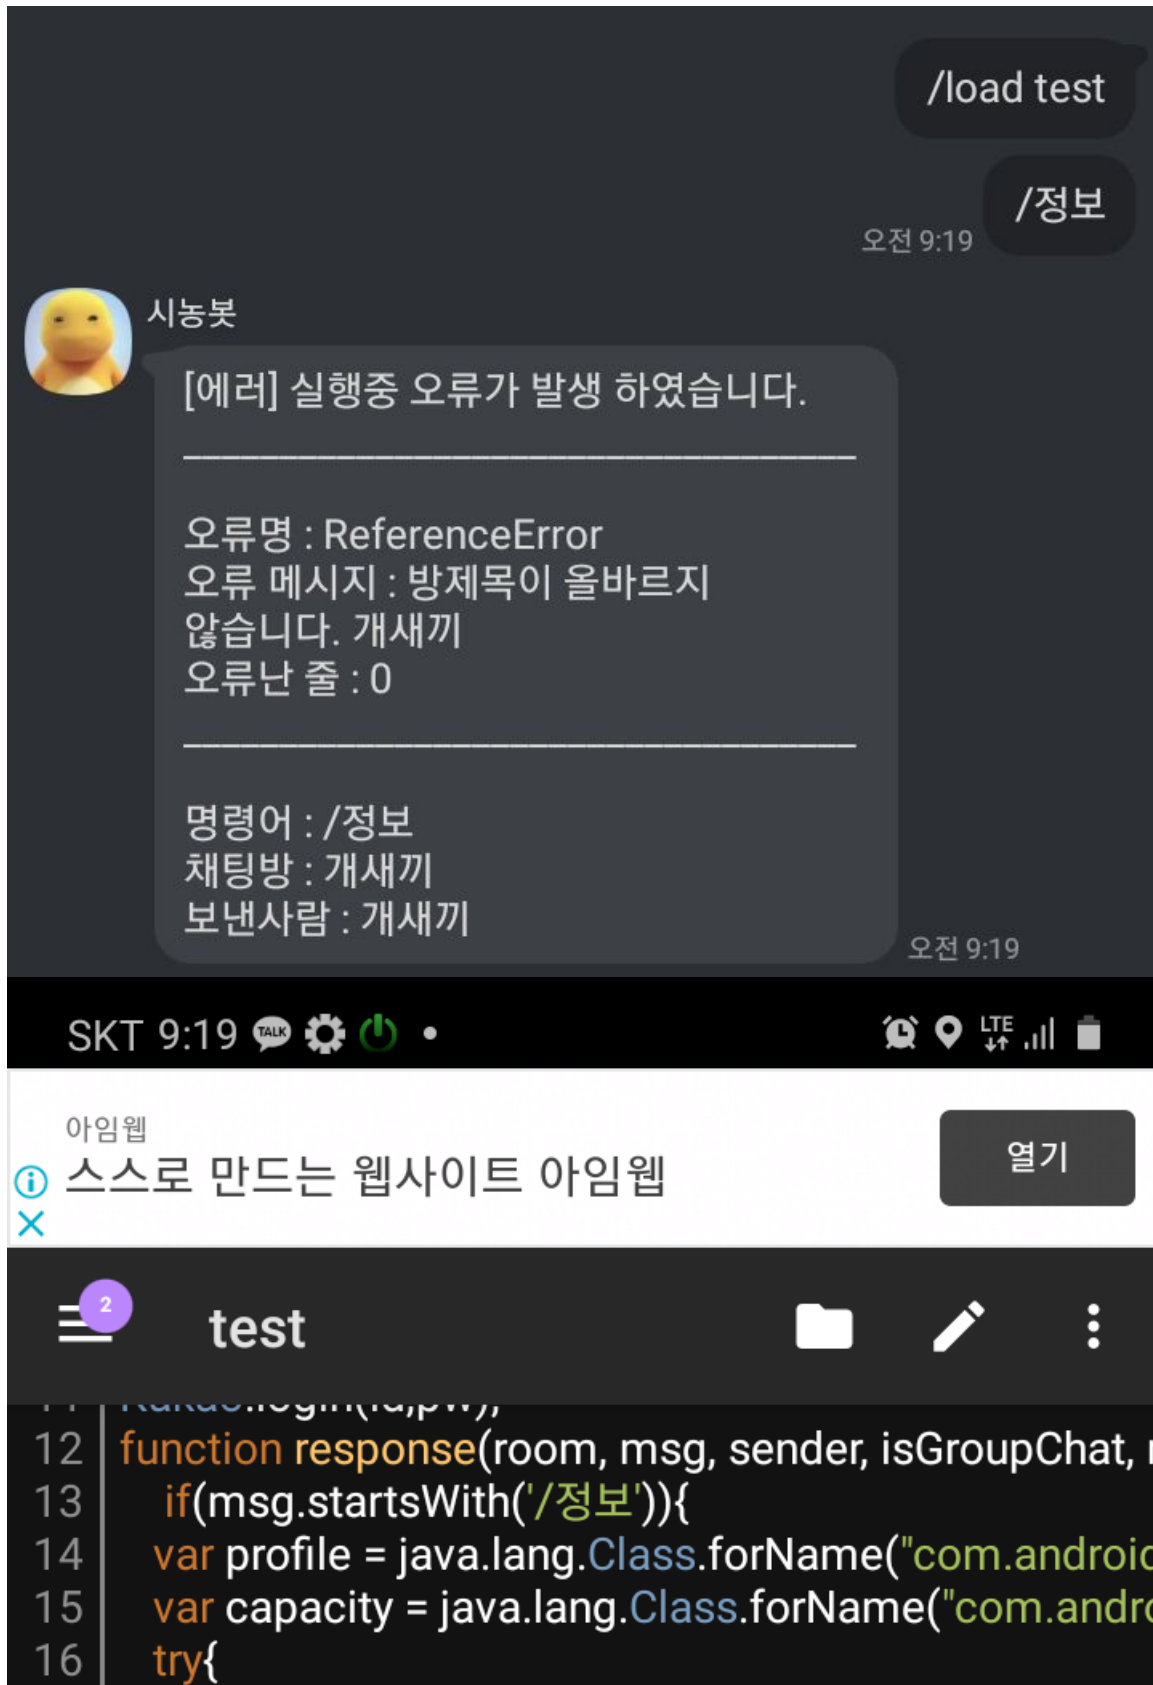 /load test
/정보
오전 9:19
시농봇
[에러] 실행중 오류가 발생 하였습니다.
오류명 : ReferenceError
오류 메시지 : 방제목이 올바르지
않습니다. 개새끼
오류난 줄 : 0
명령어 : /정보
채팅방 : 개새끼
보낸사람 : 개새끼
오전 9:19
SKT 9:19 TALK LTE
아임웹
스스로 만드는 웹사이트 아임웹
열기
2
test
11 Kakao.login(id,pw);
12 function response(room, msg, sender, isGroupChat, r
13 if(msg.startsWith('/정보')){
14 var profile = java.lang.Class.forName("com.android
15 var capacity = java.lang.Class.forName("com.andro
16 try{